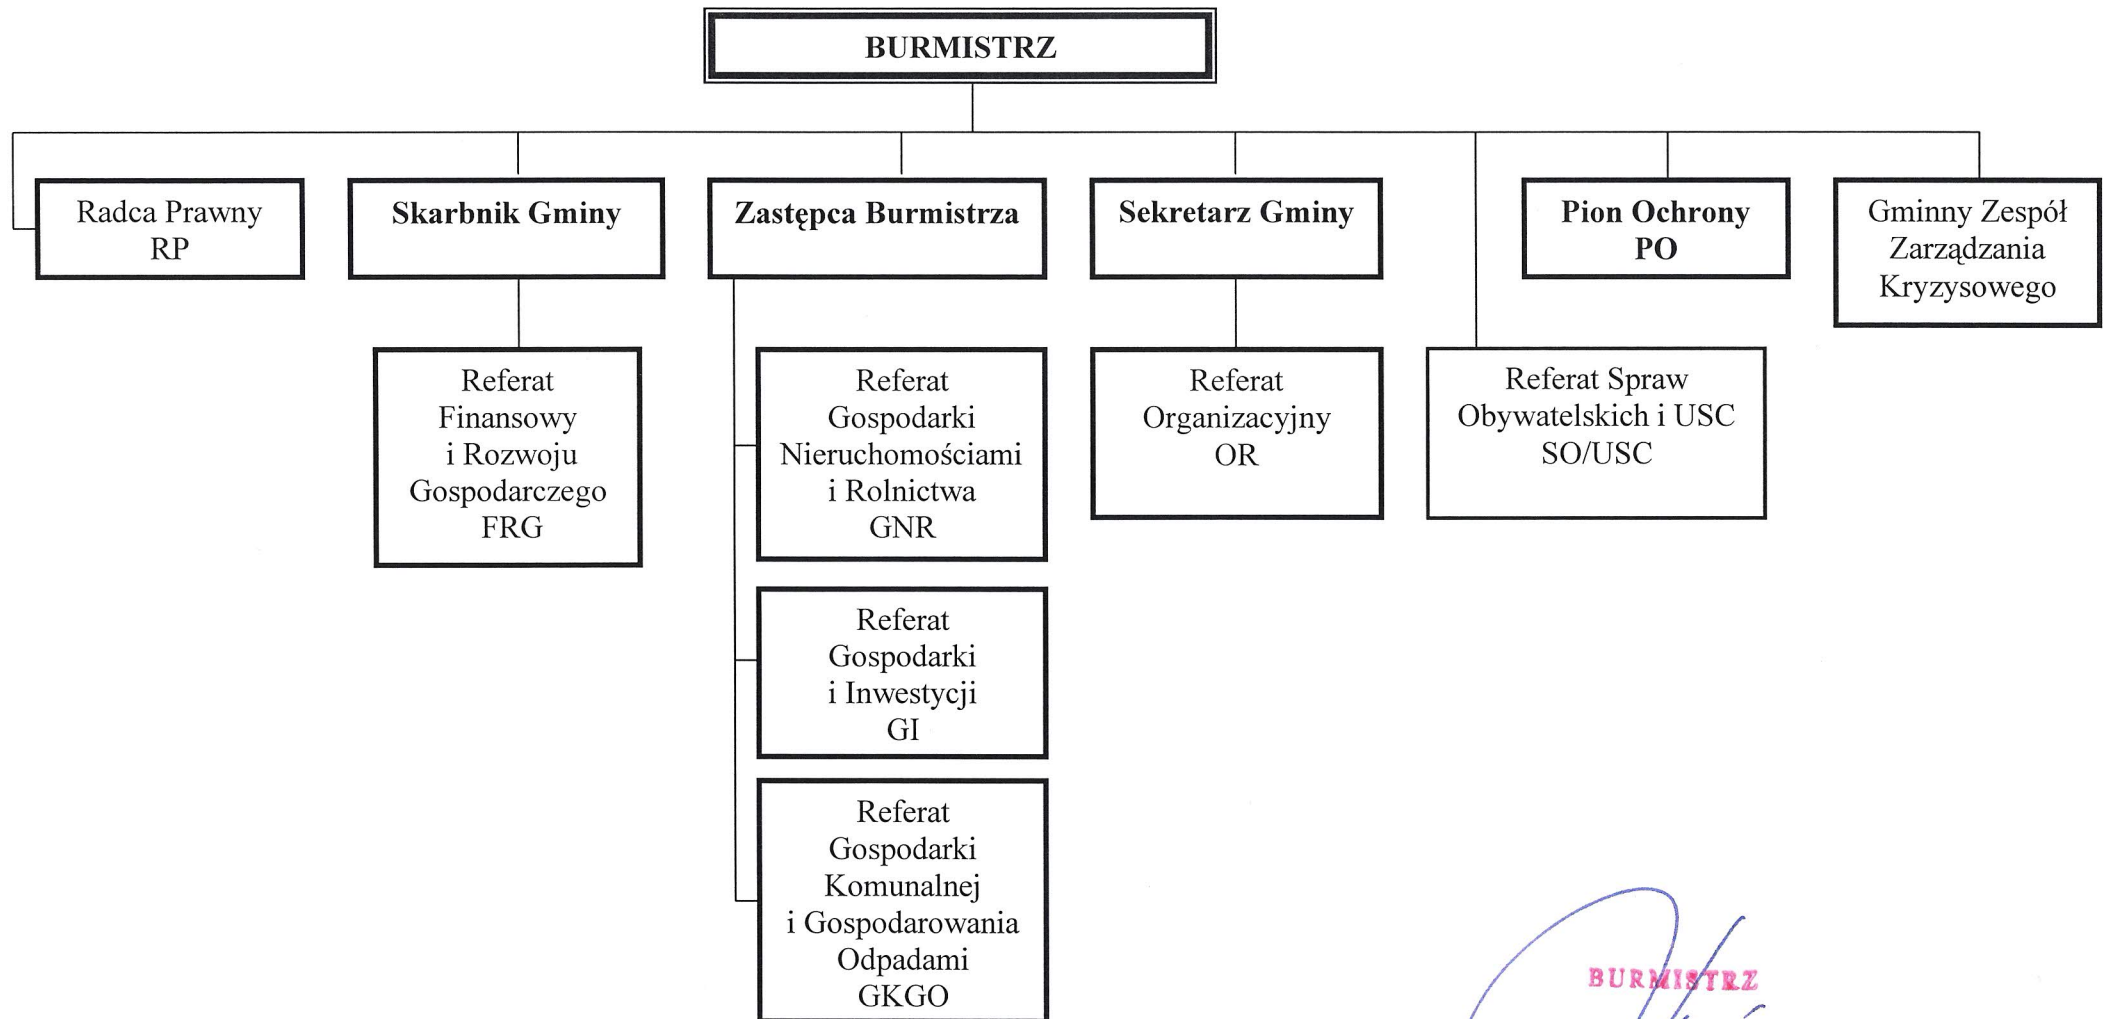 BURMISTRZ
Radca Prawny
RP
Skarbnik Gminy
Zastępca Burmistrza
Sekretarz Gminy
Pion Ochrony
PO
Gminny Zespół
Zarządzania
Kryzysowego
Referat
Finansowy
i Rozwoju
Gospodarczego
FRG
Referat
Gospodarki
Nieruchomościami
i Rolnictwa
GNR
Referat
Organizacyjny
OR
Referat Spraw
Obywatelskich i USC
SO/USC
Referat
Gospodarki
i Inwestycji
GI
Referat
Gospodarki
Komunalnej
i Gospodarowania
Odpadami
GKGO
BURMISTRZ